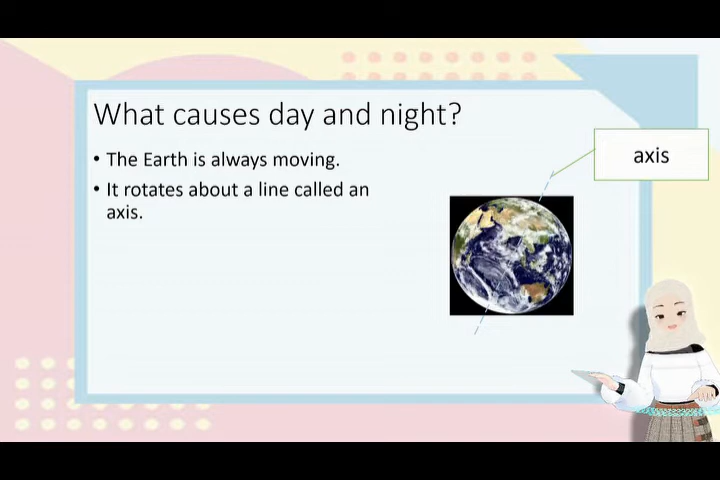 What causes day and night?
• The Earth is always moving.
• It rotates about a line called an
axis.
axis